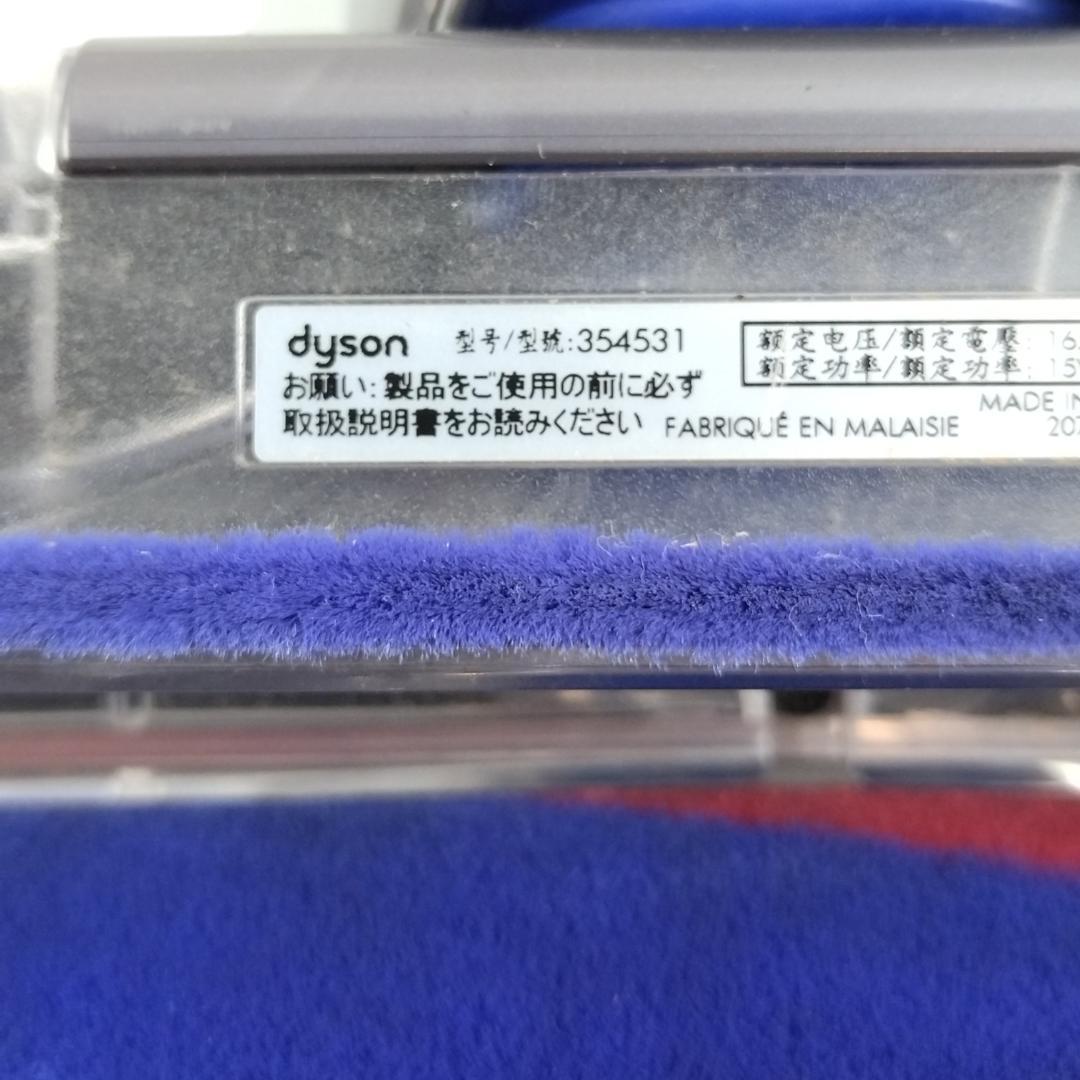 dyson 型号/型號:354531
お願い: 製品をご使用の前に必ず
取扱説明書をお読みください
FABRIQUÉ EN MALAISIE
额定电压/額定電壓:
额定功率/額定功率:
MADE IN